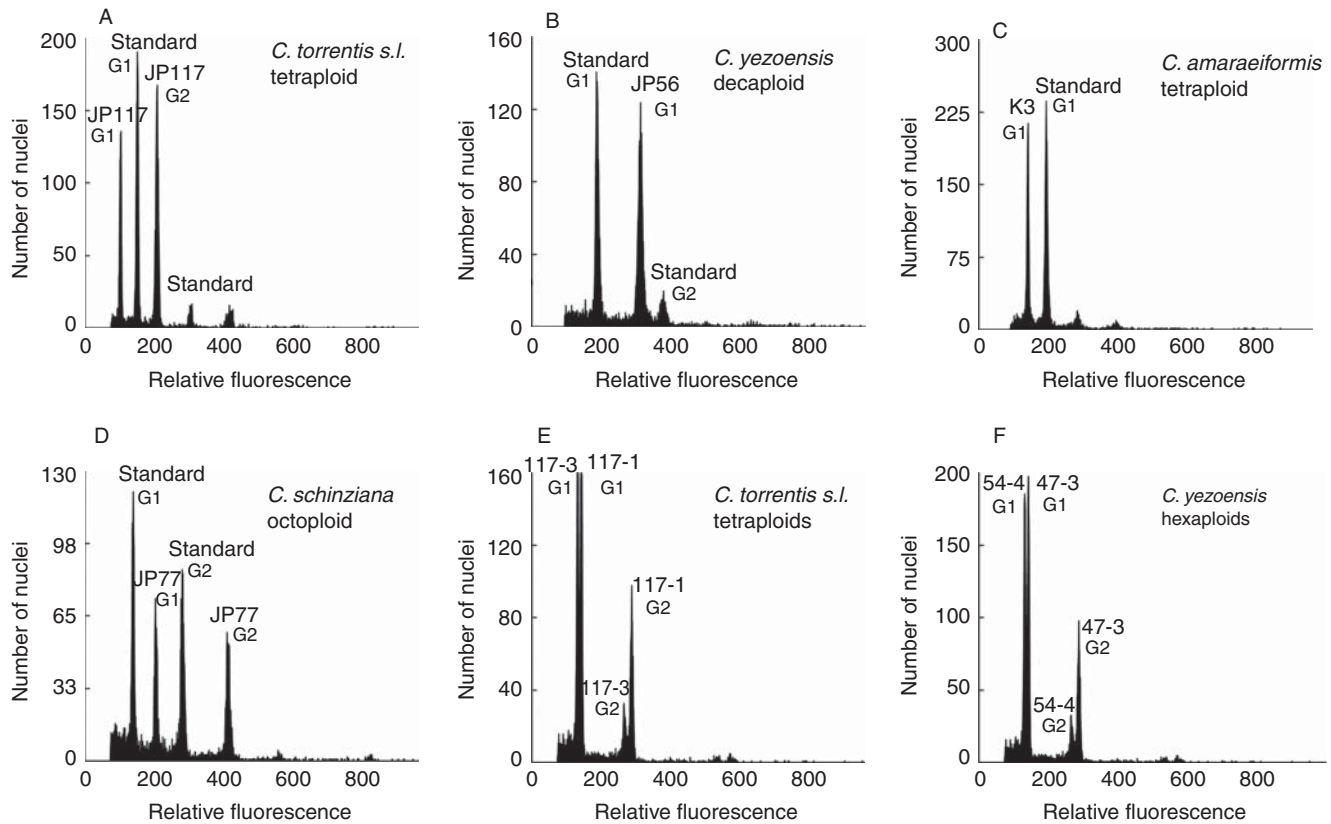 A
200
150
100
50
0
Number of nuclei
Standard
G1
JP117
G2
JP117
G1
Standard
C. torrentis s.l.
tetraploid
0 200 400 600 800
Relative fluorescence
B
160
120
80
40
0
Number of nuclei
Standard
G1
JP56
G1
Standard
G2
C. yezoensis
decaploid
0 200 400 600 800
Relative fluorescence
C
300
225
150
75
0
Number of nuclei
K3
G1
Standard
G1
C. amaraeiformis
tetraploid
0 200 400 600 800
Relative fluorescence
D
130
98
65
33
0
Number of nuclei
Standard
G1
JP77
G1
Standard
G2
JP77
G2
C. schinziana
octoploid
0 200 400 600 800
Relative fluorescence
E
160
120
80
40
0
Number of nuclei
117-3
G1
117-1
G1
117-1
G2
117-3
G2
C. torrentis s.l.
tetraploids
0 200 400 600 800
Relative fluorescence
F
200
150
100
50
0
Number of nuclei
54-4
G1
47-3
G1
47-3
G2
54-4
G2
C. yezoensis
hexaploids
0 200 400 600 800
Relative fluorescence